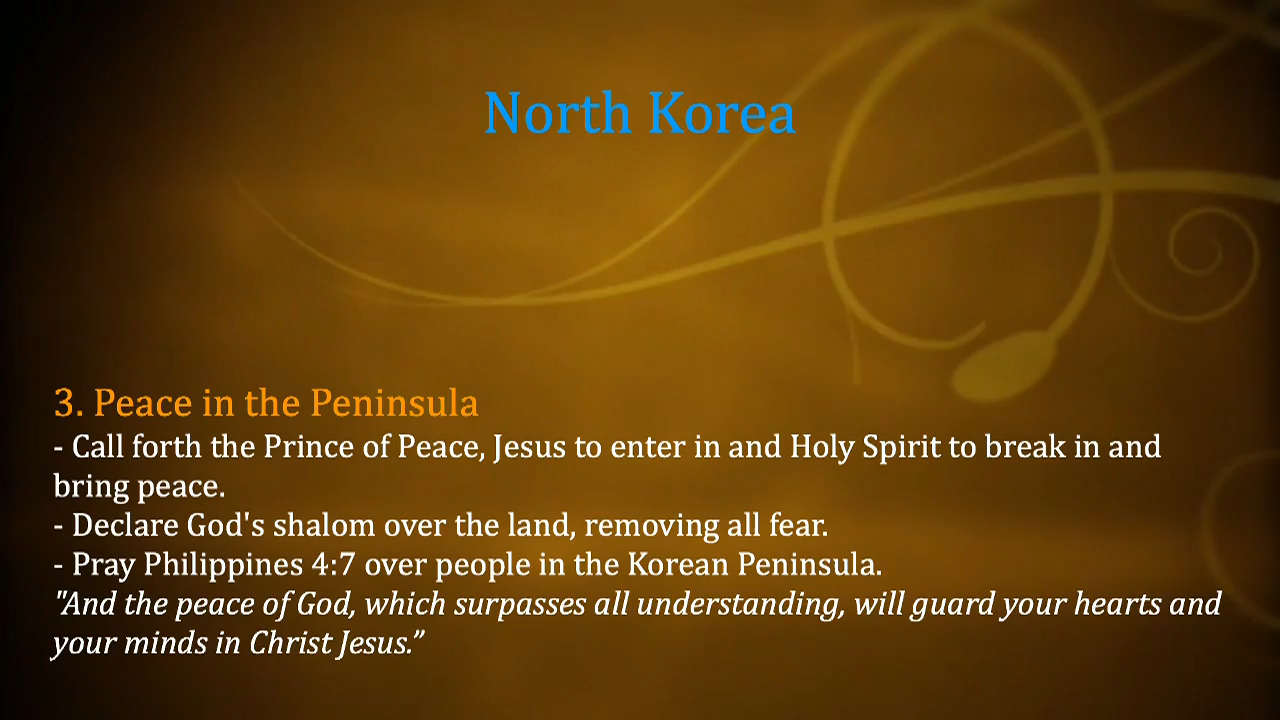 North Korea
3. Peace in the Peninsula
- Call forth the Prince of Peace, Jesus to enter in and Holy Spirit to break in and
bring peace.
- Declare God's shalom over the land, removing all fear.
- Pray Philippines 4:7 over people in the Korean Peninsula.
"And the peace of God, which surpasses all understanding, will guard your hearts and
your minds in Christ Jesus.”